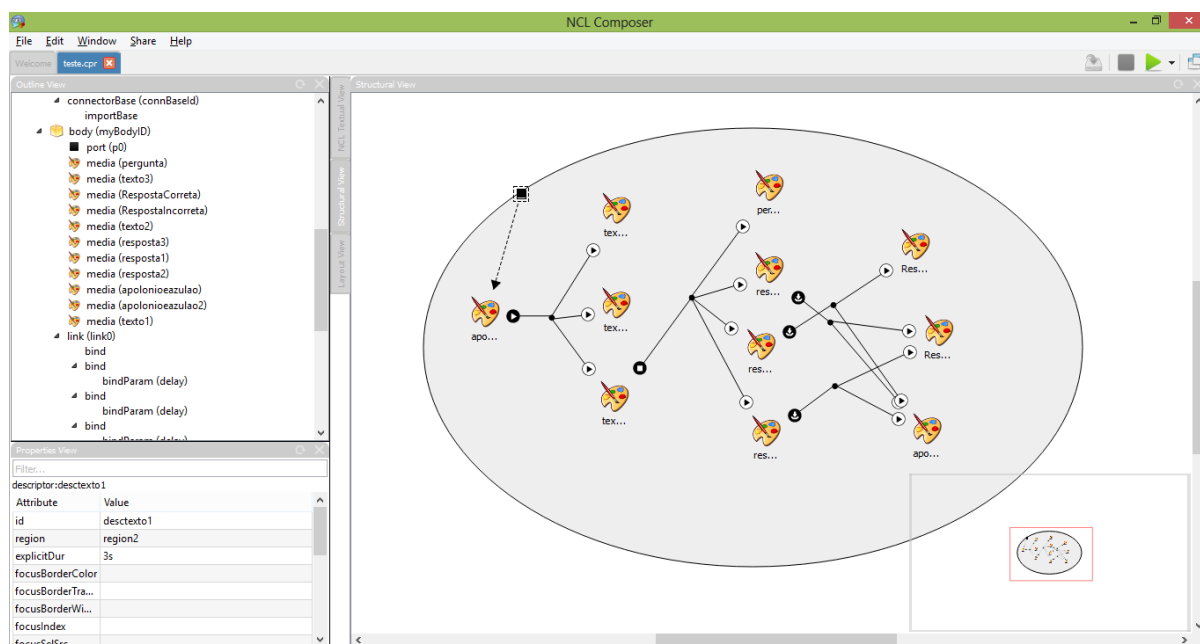 NCL Composer
File Edit Window Share Help
Welcome teste.cpr
Outline View
connectorBase (connBaseId)
importBase
body (myBodyID)
port (p0)
media (pergunta)
media (texto3)
media (RespostaCorreta)
media (RespostaIncorreta)
media (texto2)
media (resposta3)
media (resposta1)
media (resposta2)
media (apolonioeazulao)
media (apolonioeazulao2)
media (texto1)
link (link0)
bind
bind
bindParam (delay)
bind
bindParam (delay)
bind
bindParam (delay)
Properties View
Filter...
descriptor:desctexto1
Attribute Value
id desctexto1
region region2
explicitDur 3s
focusBorderColor
focusBorderTra...
focusBorderWi...
focusIndex
focusSelSrc
NCL Textual View
Structural View
Layout View
Structural View
apo...
tex...
tex...
tex...
per...
res...
res...
res...
Res...
Res...
apo...